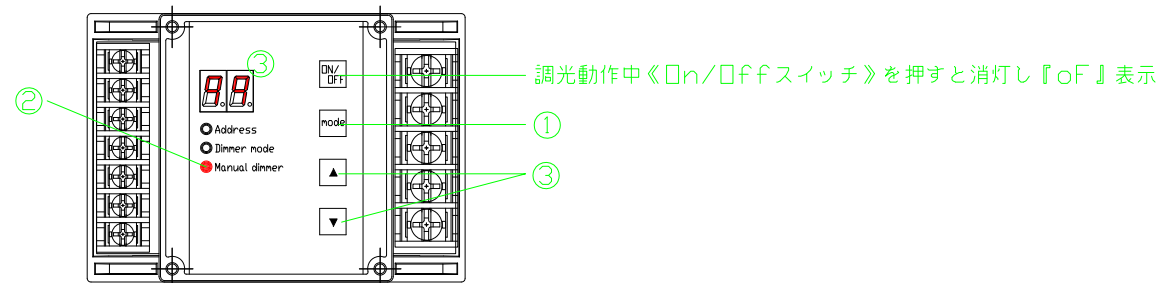 ③
99
ON/
OFF
調光動作中《On/Offスイッチ》を押すと消灯し『oF』表示
②
mode
①
Address
Dimmer mode
Manual dimmer
▲
③
▼